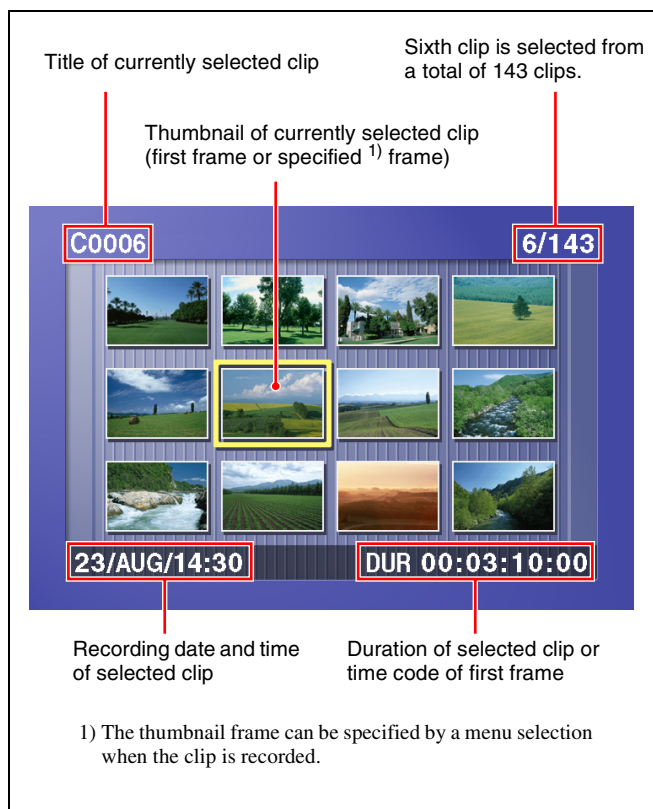 Title of currently selected clip
Sixth clip is selected from
a total of 143 clips.
Thumbnail of currently selected clip
(first frame or specified 1) frame)
C0006
6/143
23/AUG/14:30
DUR 00:03:10:00
Recording date and time
of selected clip
Duration of selected clip or
time code of first frame
1) The thumbnail frame can be specified by a menu selection
when the clip is recorded.